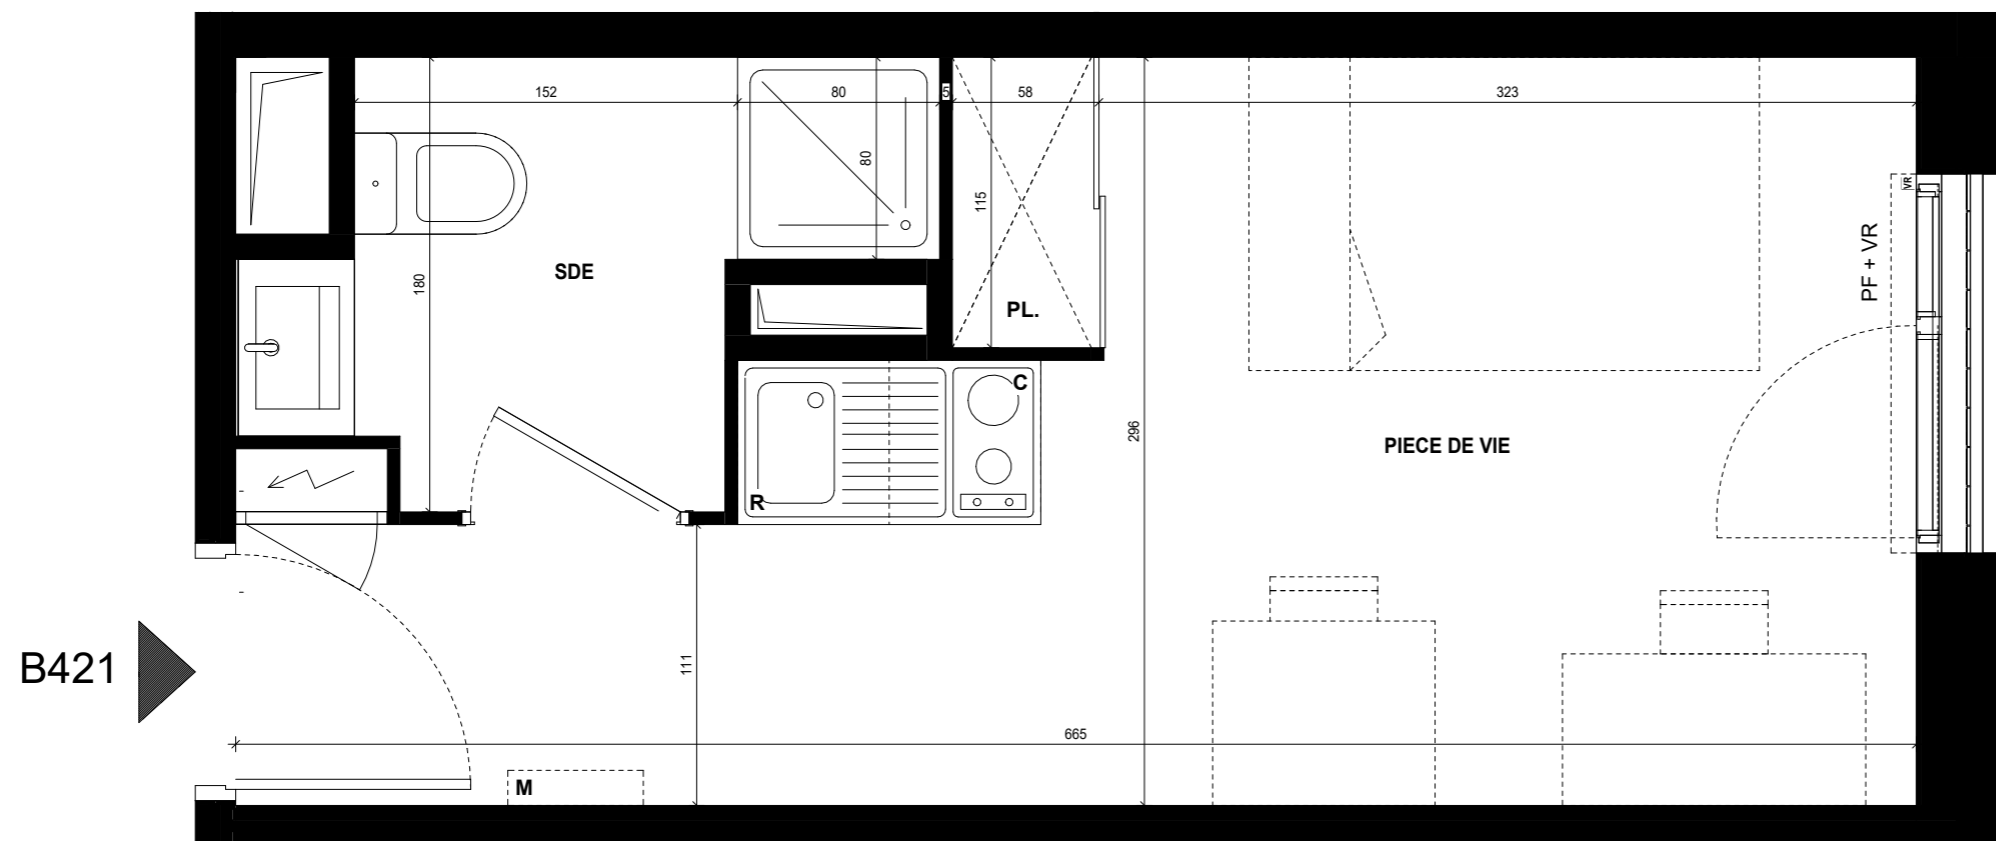 152
80
5
58
323
80
115
180
SDE
PL.
VR
PF + VR
C
R
296
PIECE DE VIE
B421
111
665
M